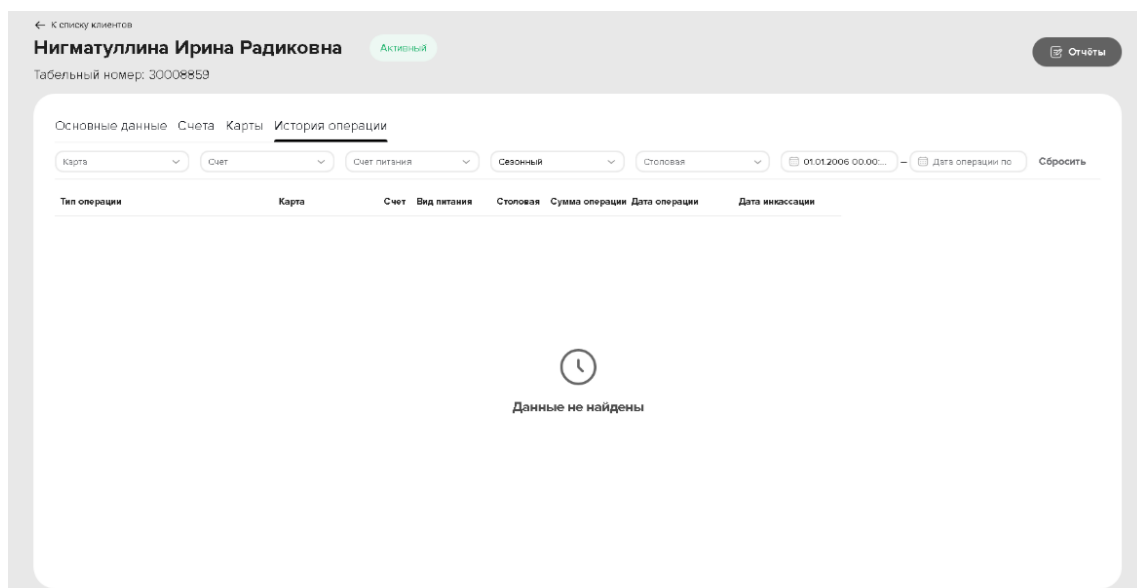 ← К списку клиентов
Нигматуллина Ирина Радиковна Активный
Отчёты
Табельный номер: 30008859
Основные данные Счета Карты История операции
Карта Счет Счет питания Сезонный Столовая 01.01.2006 00:00:... – Дата операции по Сбросить
Тип операции Карта Счет Вид питания Столовая Сумма операции Дата операции Дата инкассации
Данные не найдены